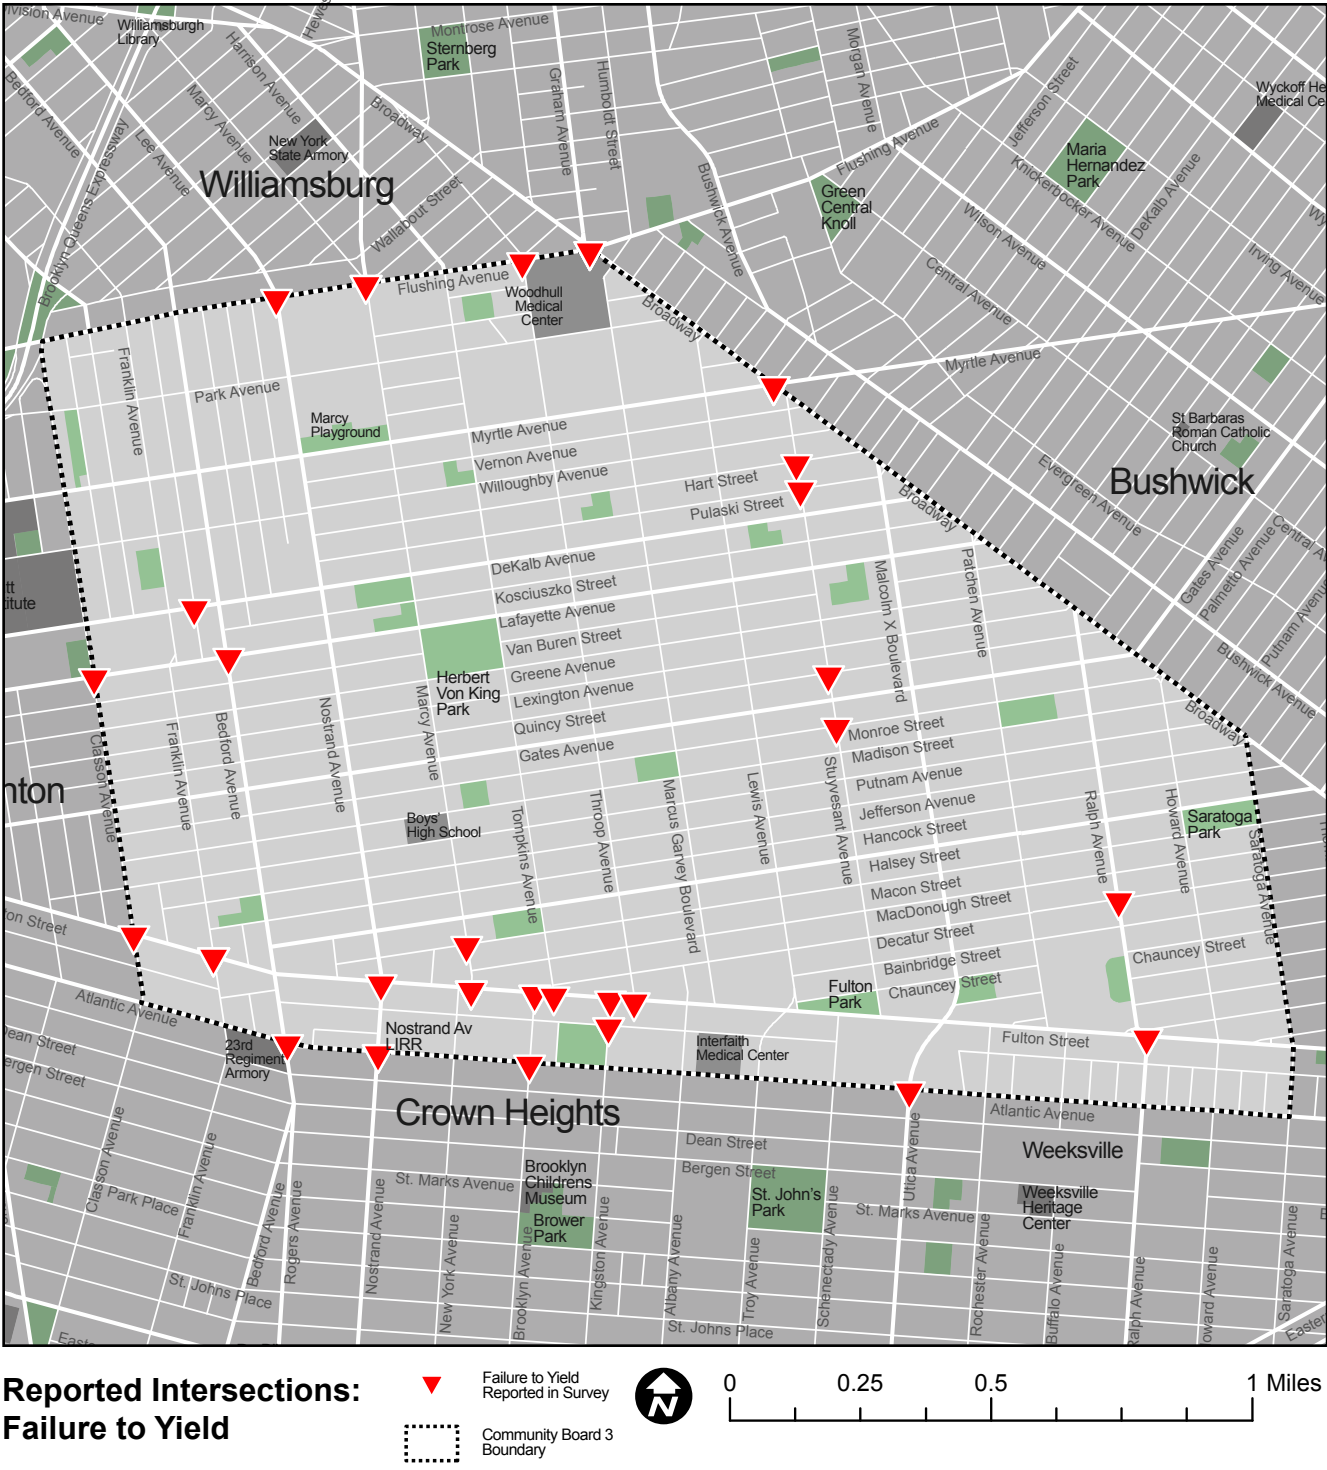 ivision Avenue
Williamsburgh
Library
Hewes
Montrose Avenue
Sternberg
Park
Harrison Avenue
Bedford Avenue
Marcy Avenue
Lee Avenue
Broadway
New York
State Armory
Williamsburg
Wallabout Street
Brooklyn Queens Expressway
Graham Avenue
Humboldt Street
Morgan Avenue
Flushing Avenue
Bushwick Avenue
Green
Central
Knoll
Jefferson Street
Wyckoff He
Medical Ce
Maria
Hernandez
Park
Knickerbocker Avenue
DeKalb Avenue
Wilson Avenue
Central Avenue
Irving Avenue
Wy
Flushing Avenue
Woodhull
Medical
Center
Broadway
Myrtle Avenue
Franklin Avenue
Park Avenue
Marcy
Playground
Myrtle Avenue
Vernon Avenue
Willoughby Avenue
Hart Street
Pulaski Street
St Barbaras
Roman Catholic
Church
Bushwick
Evergreen Avenue
Broadway
Central Av
Gates Avenue
Palmetto Avenue
Putnam Avenue
Bushwick Avenue
Broadway
tt
titute
DeKalb Avenue
Kosciuszko Street
Lafayette Avenue
Van Buren Street
Greene Avenue
Lexington Avenue
Quincy Street
Gates Avenue
Herbert
Von King
Park
Malcolm X Boulevard
Patchen Avenue
Classon Avenue
Franklin Avenue
Bedford Avenue
Nostrand Avenue
Marcy Avenue
nton
Boys'
High School
Tompkins Avenue
Throop Avenue
Marcus Garvey Boulevard
Lewis Avenue
Stuyvesant Avenue
Monroe Street
Madison Street
Putnam Avenue
Jefferson Avenue
Hancock Street
Halsey Street
Macon Street
MacDonough Street
Decatur Street
Bainbridge Street
Chauncey Street
Ralph Avenue
Howard Avenue
Saratoga
Park
Saratoga Avenue
Chauncey Street
ton Street
Atlantic Avenue
ean Street
ergen Street
23rd
Regiment
Armory
Nostrand Av
LIRR
Fulton
Park
Interfaith
Medical Center
Fulton Street
Crown Heights
Atlantic Avenue
Dean Street
Bergen Street
Weeksville
Weeksville
Heritage
Center
Classon Avenue
Park Place
Franklin Avenue
St. Johns Place
Bedford Avenue
Rogers Avenue
Nostrand Avenue
St. Marks Avenue
New York Avenue
Brooklyn
Childrens
Museum
Brower
Park
Brooklyn Avenue
Kingston Avenue
Albany Avenue
St. John's
Park
Troy Avenue
Schenectady Avenue
St. Marks Avenue
Utica Avenue
Rochester Avenue
Buffalo Avenue
Ralph Avenue
oward Avenue
Saratoga Avenue
St. Johns Place
Easte
Easter
Reported Intersections:
Failure to Yield
Failure to Yield
Reported in Survey
Community Board 3
Boundary
N
0 0.25 0.5 1 Miles